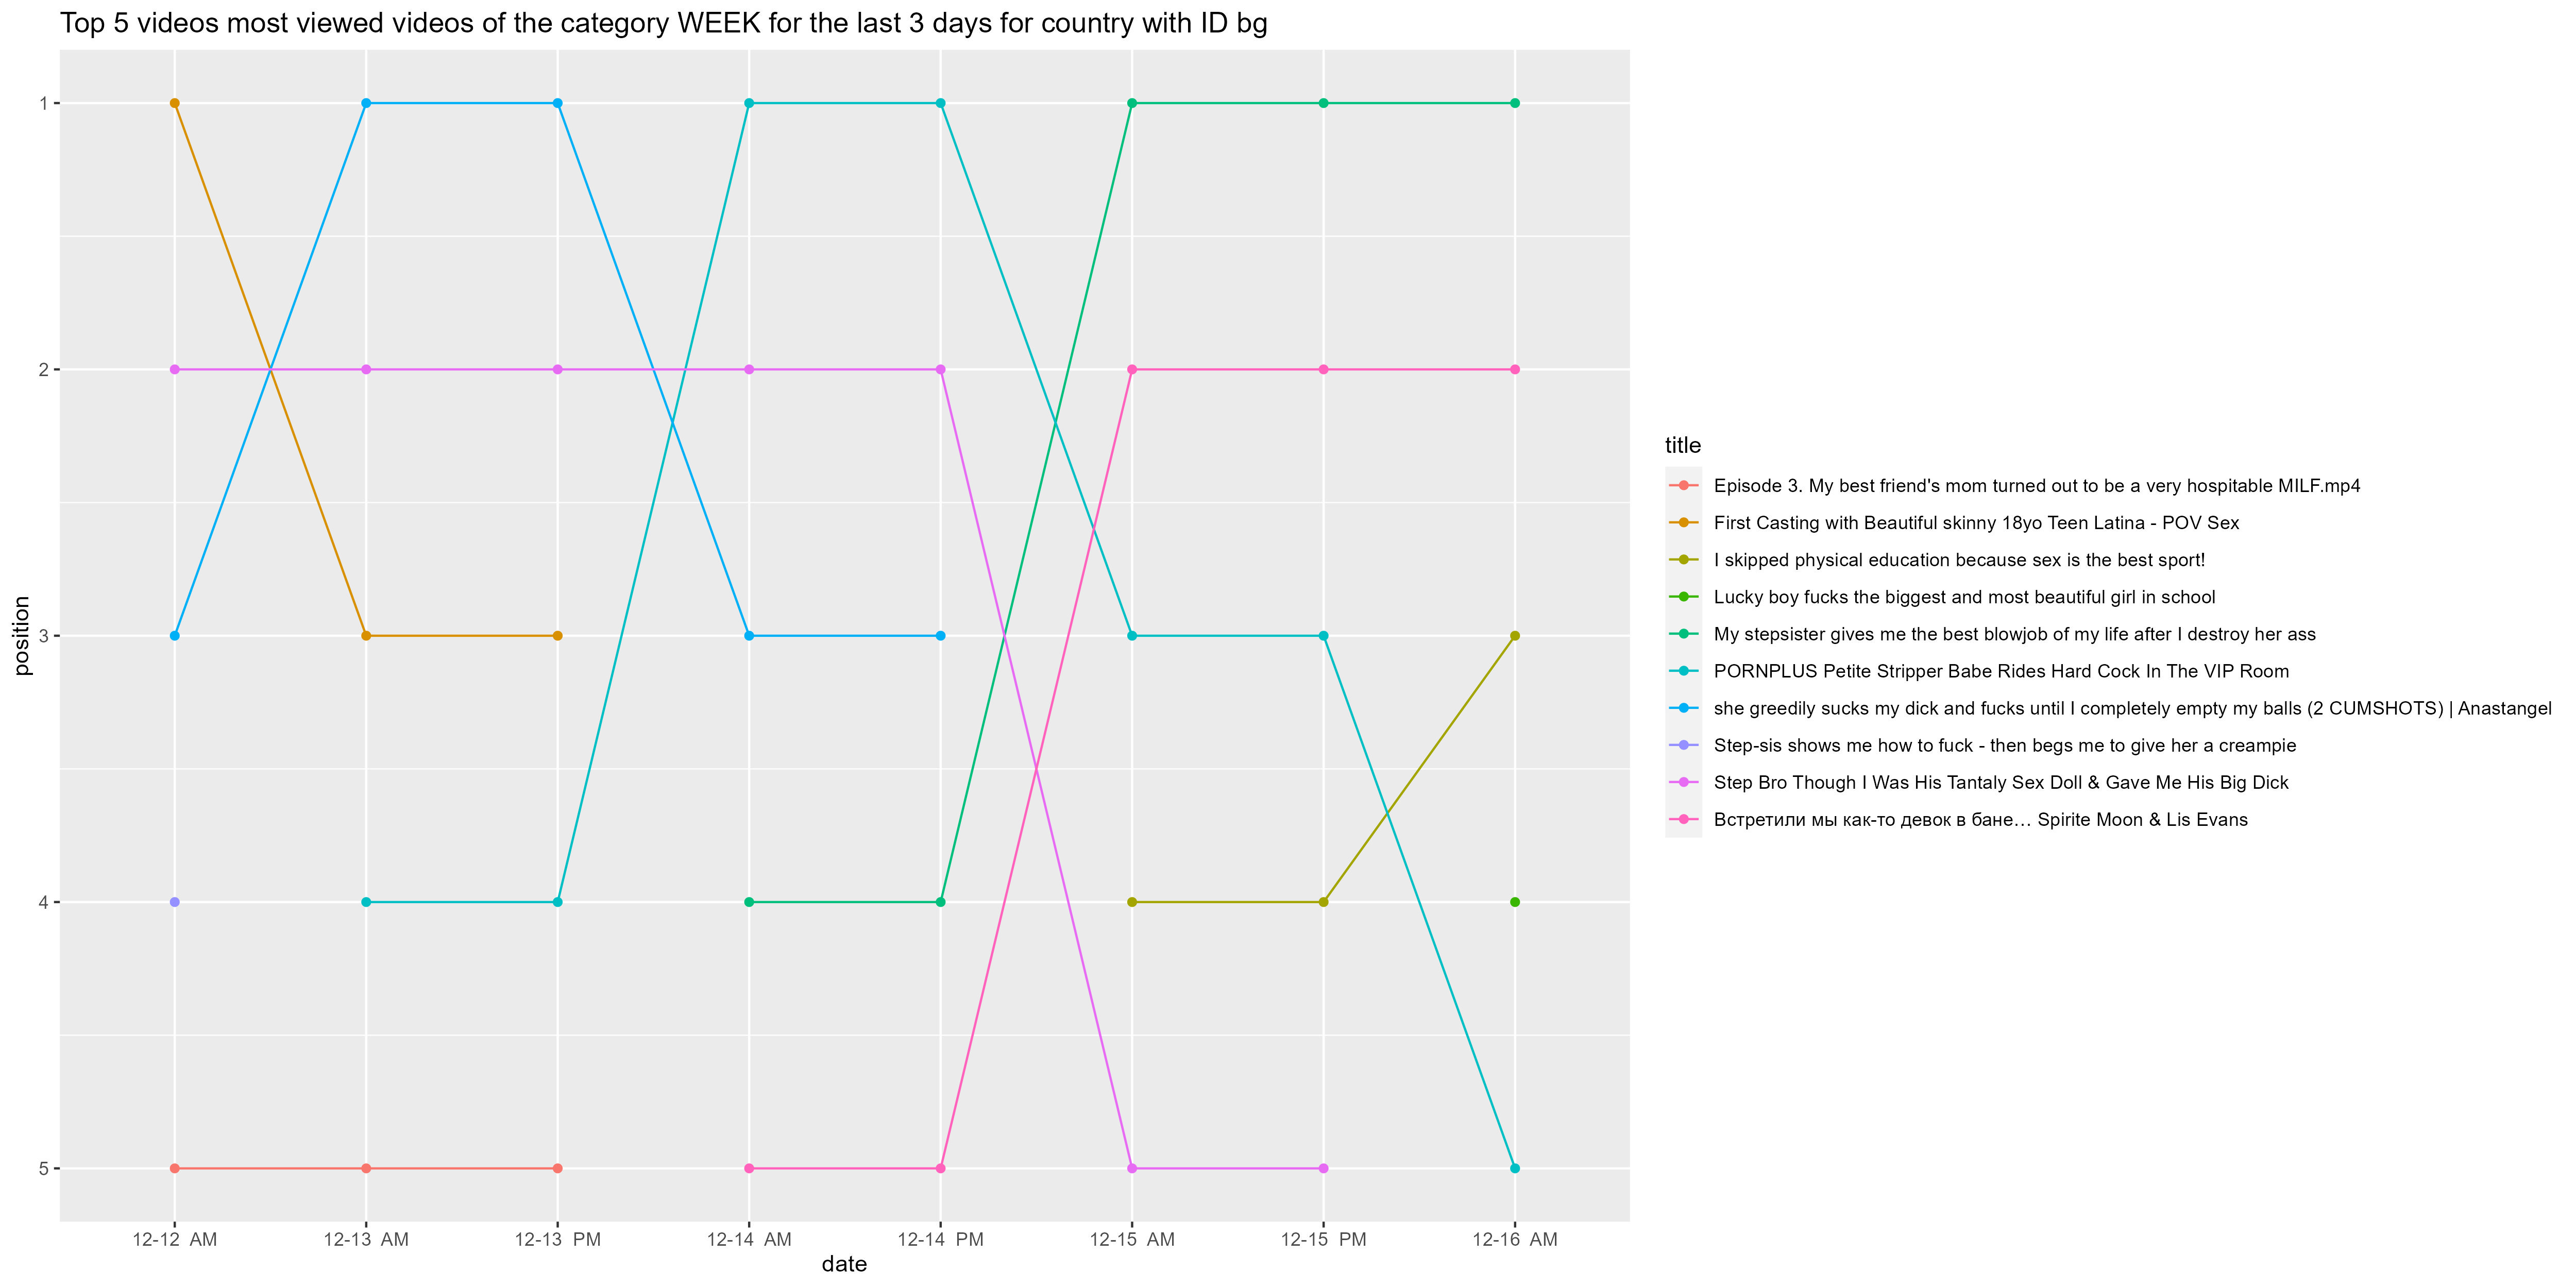 Top 5 videos most viewed videos of the category WEEK for the last 3 days for country with ID bg
1
2
3
4
5
position
12-12 AM
12-13 AM
12-13 PM
12-14 AM
12-14 PM
12-15 AM
12-15 PM
12-16 AM
date
title
Episode 3. My best friend's mom turned out to be a very hospitable MILF.mp4
First Casting with Beautiful skinny 18yo Teen Latina - POV Sex
I skipped physical education because sex is the best sport!
Lucky boy fucks the biggest and most beautiful girl in school
My stepsister gives me the best blowjob of my life after I destroy her ass
PORNPLUS Petite Stripper Babe Rides Hard Cock In The VIP Room
she greedily sucks my dick and fucks until I completely empty my balls (2 CUMSHOTS) | Anastangel
Step-sis shows me how to fuck - then begs me to give her a creampie
Step Bro Though I Was His Tantaly Sex Doll & Gave Me His Big Dick
Встретили мы как-то девок в бане… Spirite Moon & Lis Evans